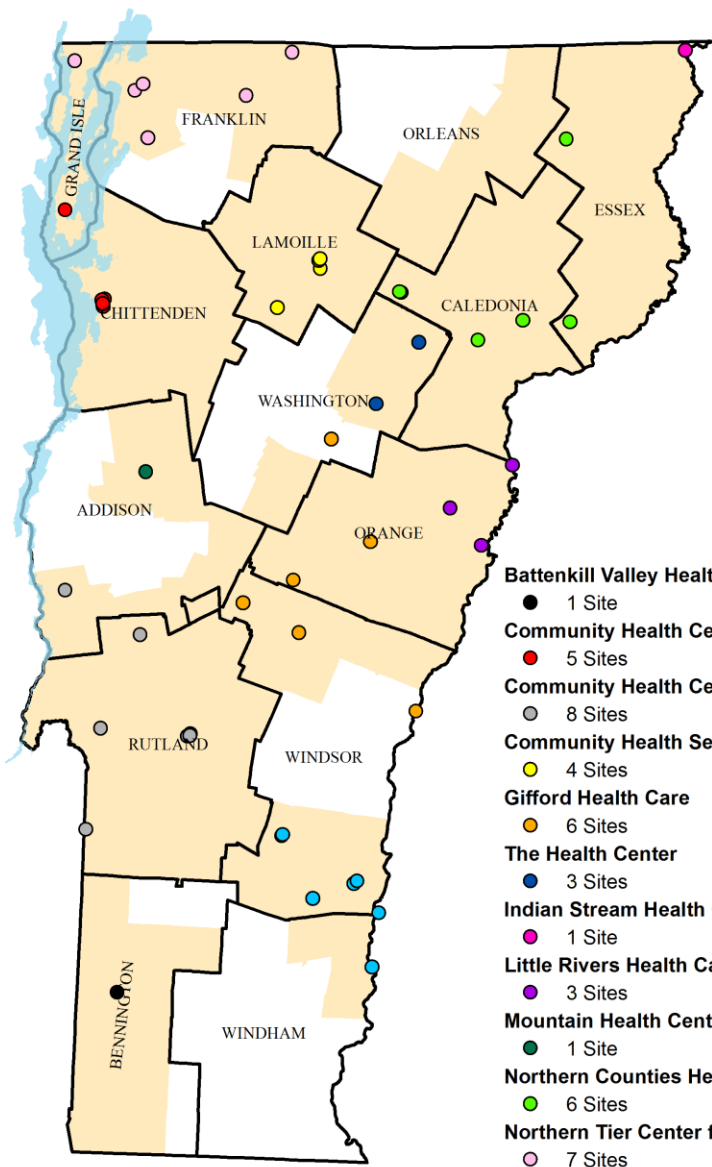 FRANKLIN
ORLEANS
GRAND ISLE
ESSEX
LAMOILLE
CALEDONIA
CHITTENDEN
WASHINGTON
ADDISON
ORANGE
RUTLAND
WINDSOR
BENNINGTON
WINDHAM
Battenkill Valley Healt
1 Site
Community Health Ce
5 Sites
Community Health Ce
8 Sites
Community Health Se
4 Sites
Gifford Health Care
6 Sites
The Health Center
3 Sites
Indian Stream Health
1 Site
Little Rivers Health Ca
3 Sites
Mountain Health Cent
1 Site
Northern Counties He
6 Sites
Northern Tier Center f
7 Sites